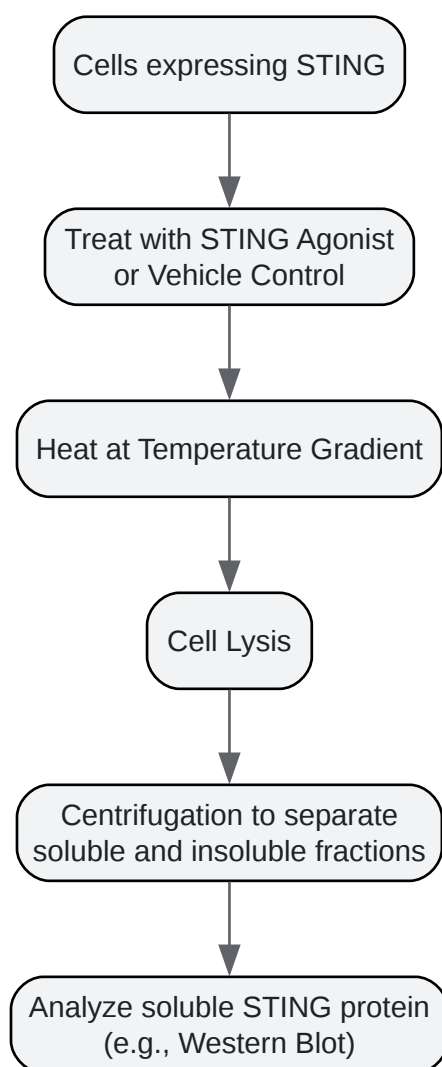 Cells expressing STING
Treat with STING Agonist
or Vehicle Control
Heat at Temperature Gradient
Cell Lysis
Centrifugation to separate
soluble and insoluble fractions
Analyze soluble STING protein
(e.g., Western Blot)